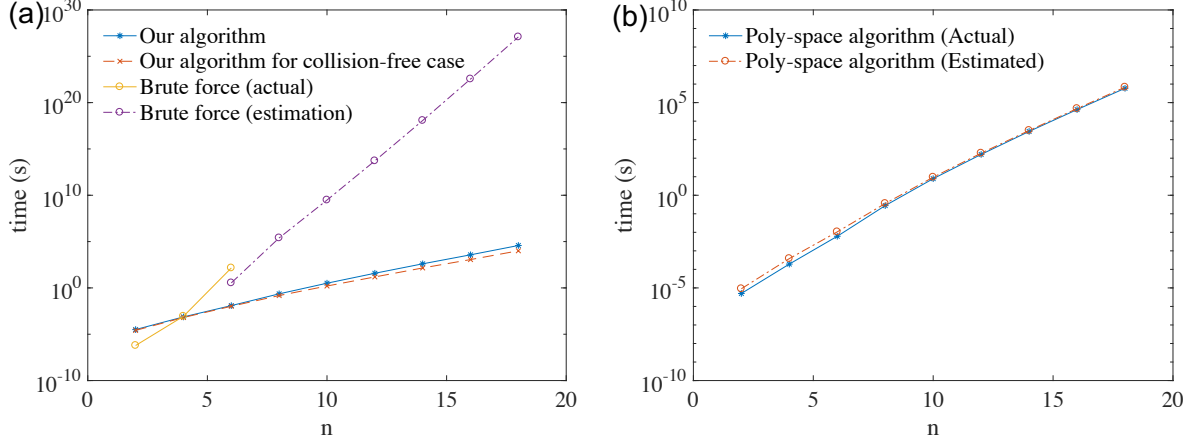 (a)
10^30
10^20
10^10
10^0
10^-10
time (s)
Our algorithm
Our algorithm for collision-free case
Brute force (actual)
Brute force (estimation)
0 5 10 15 20
n
(b)
10^10
10^5
10^0
10^-5
10^-10
time (s)
Poly-space algorithm (Actual)
Poly-space algorithm (Estimated)
0 5 10 15 20
n